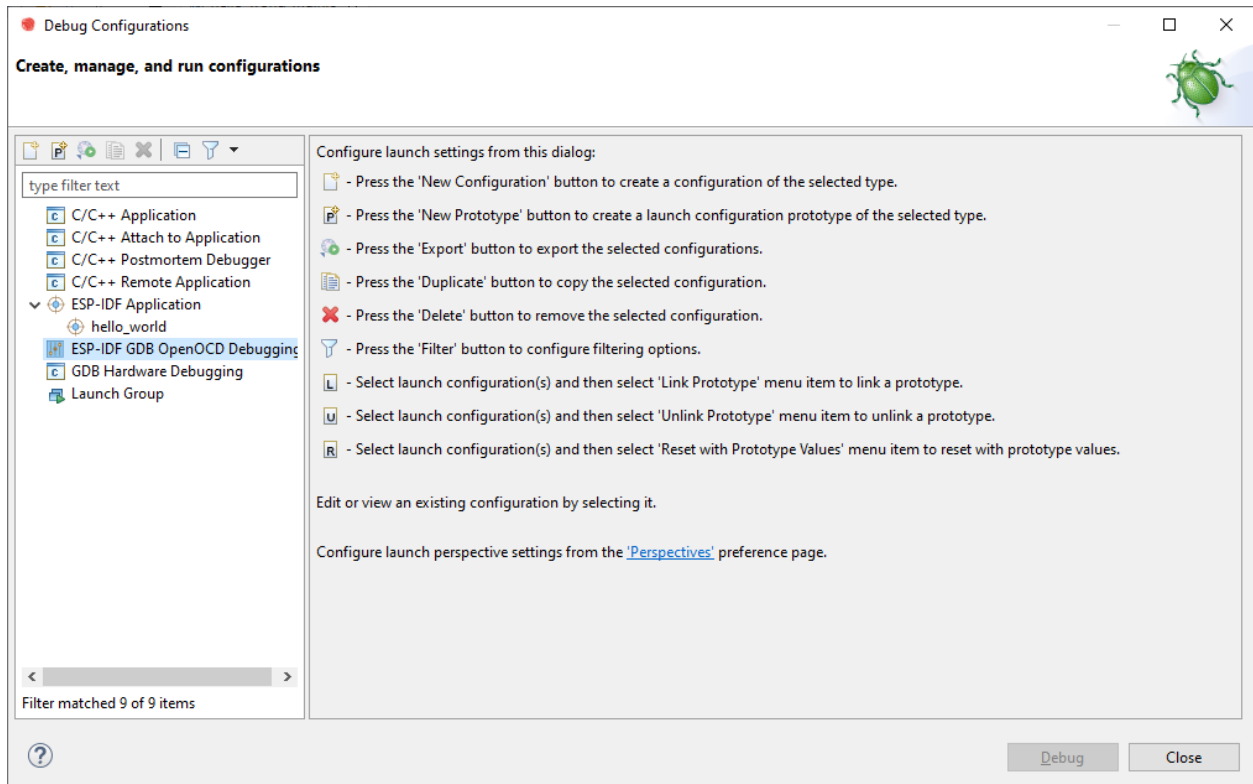 Debug Configurations
Create, manage, and run configurations
type filter text
C/C++ Application
C/C++ Attach to Application
C/C++ Postmortem Debugger
C/C++ Remote Application
ESP-IDF Application
hello_world
ESP-IDF GDB OpenOCD Debugging
GDB Hardware Debugging
Launch Group
Filter matched 9 of 9 items
Configure launch settings from this dialog:
- Press the 'New Configuration' button to create a configuration of the selected type.
P - Press the 'New Prototype' button to create a launch configuration prototype of the selected type.
- Press the 'Export' button to export the selected configurations.
- Press the 'Duplicate' button to copy the selected configuration.
- Press the 'Delete' button to remove the selected configuration.
- Press the 'Filter' button to configure filtering options.
L - Select launch configuration(s) and then select 'Link Prototype' menu item to link a prototype.
U - Select launch configuration(s) and then select 'Unlink Prototype' menu item to unlink a prototype.
R - Select launch configuration(s) and then select 'Reset with Prototype Values' menu item to reset with prototype values.
Edit or view an existing configuration by selecting it.
Configure launch perspective settings from the 'Perspectives' preference page.
Debug
Close